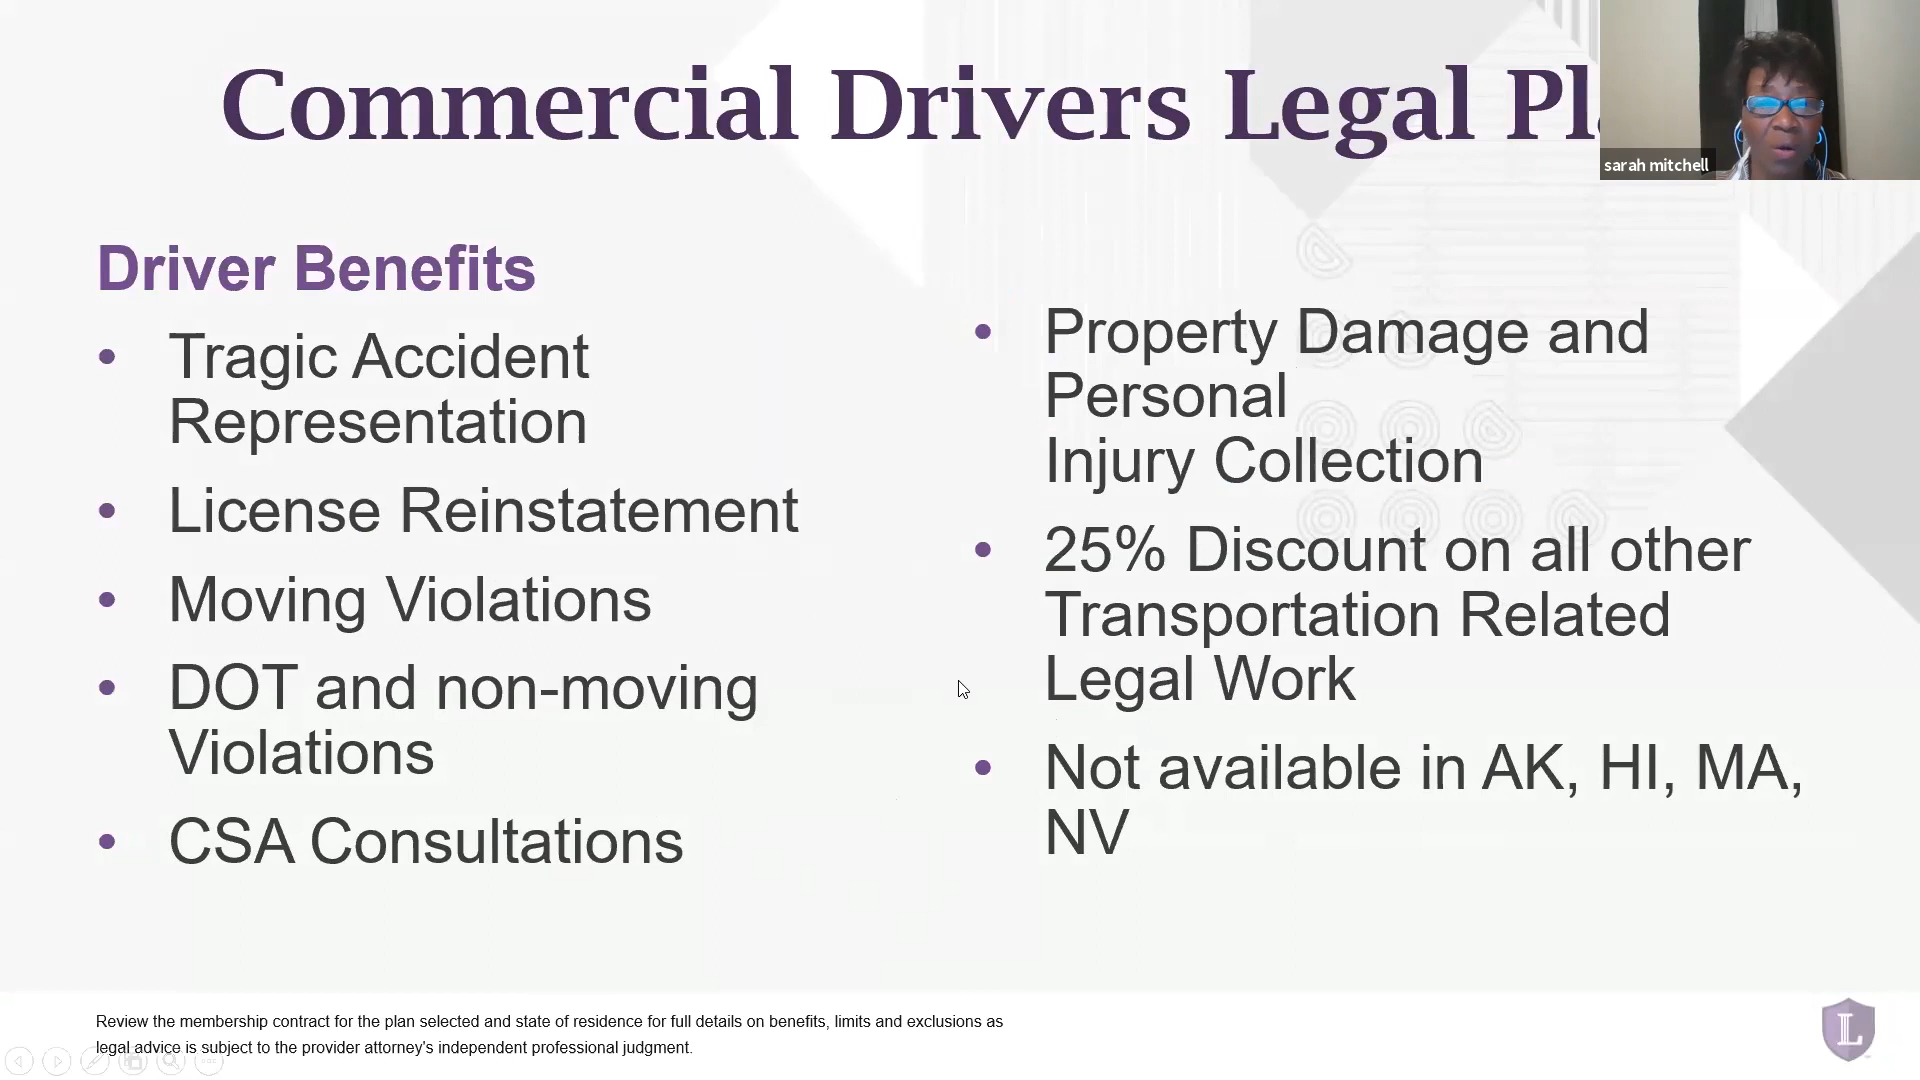 Commercial Drivers Legal Pl
sarah mitchell
Driver Benefits
• Tragic Accident
Representation
• License Reinstatement
• Moving Violations
• DOT and non-moving
Violations
• CSA Consultations
• Property Damage and
Personal
Injury Collection
• 25% Discount on all other
Transportation Related
Legal Work
• Not available in AK, HI, MA,
NV
Review the membership contract for the plan selected and state of residence for full details on benefits, limits and exclusions as
legal advice is subject to the provider attorney's independent professional judgment.
L